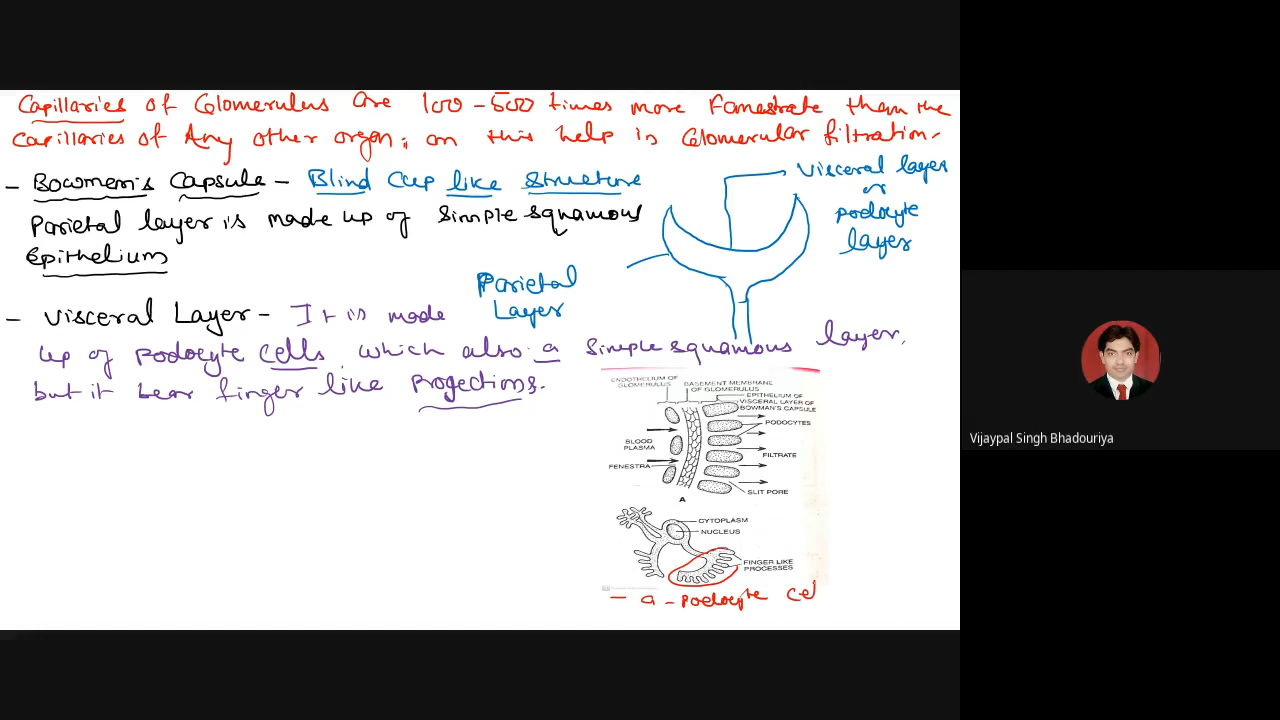 Capillaries of Glomerulus are 100-500 times more Fenestrate than the
Capillaries of Any other organ, on this help is Glomerular filtration.
- Bowmen's Capsule - Blind Cup like structure
Parietal layer is made up of simple squamous
Epithelium
Visceral layer
or
Podocyte
layer
Parietal
Layer
- Visceral Layer - It is made
up of podocyte cells, which also a simple squamous layer,
but it bear finger like Progections.
ENDOTHELIUM OF
GLOMERULUS
BASEMENT MEMBRANE
OF GLOMERULUS
EPITHELIUM OF
VISCERAL LAYER OF
BOWMAN'S CAPSULE
PODOCYTES
BLOOD
PLASMA
FILTRATE
FENESTRA
SLIT PORE
A
CYTOPLASM
NUCLEUS
FINGER LIKE
PROCESSES
- a - Podocyte Cel
Vijaypal Singh Bhadouriya